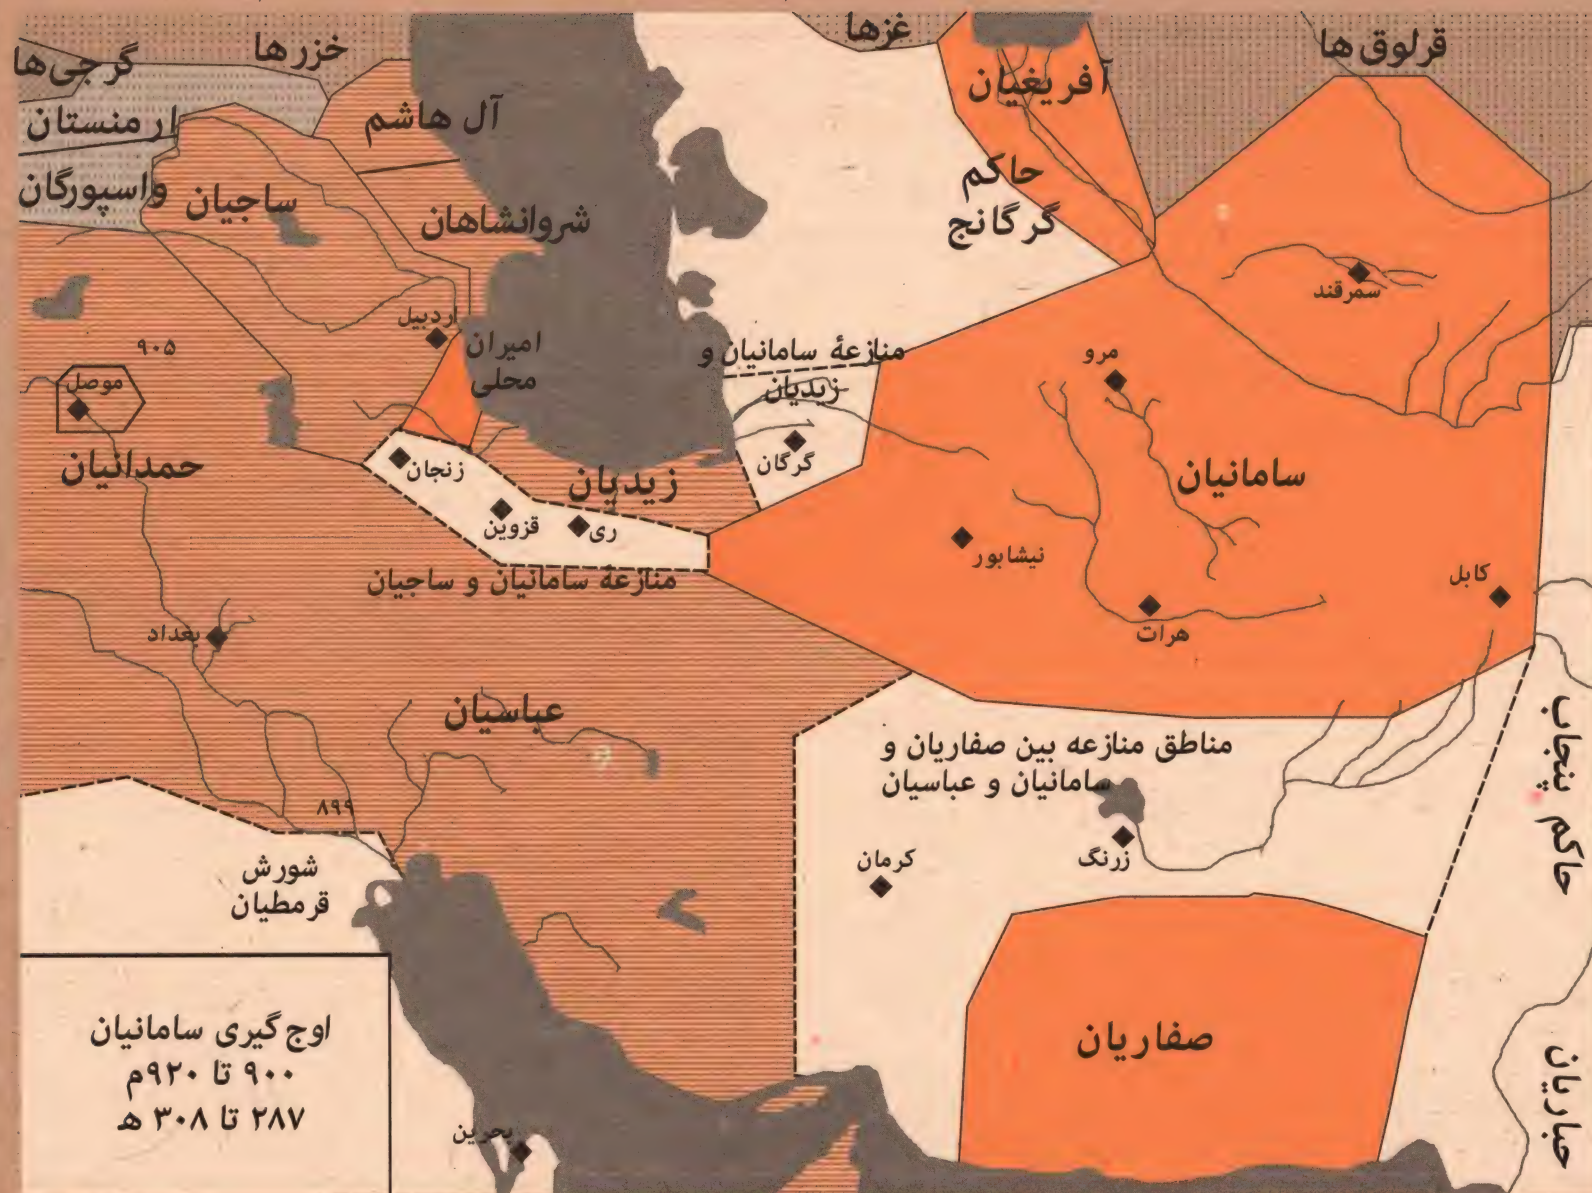 قرلوق‌ها
غزها
خزرها
گرجی‌ها
آفریغیان
آل هاشم
ارمنستان
حاکم
گرگانج
واسپورگان
ساجیان
شروانشاهان
سمرقند
اردبیل
امیران
محلی
۹۰۵
موصل
منازعهٔ سامانیان و
زیدیان
مرو
گرگان
سامانیان
حمدانیان
زنجان
زیدیان
قزوین
ری
نیشابور
کابل
منازعهٔ سامانیان و ساجیان
هرات
بغداد
عباسیان
مناطق منازعه بین صفاریان و
سامانیان و عباسیان
حاکم پنجاب
۸۹۹
زرنگ
کرمان
شورش
قرمطیان
صفاریان
حباریان
بحرین
اوج گیری سامانیان
۹۰۰ تا ۹۲۰م
۲۸۷ تا ۳۰۸ ه